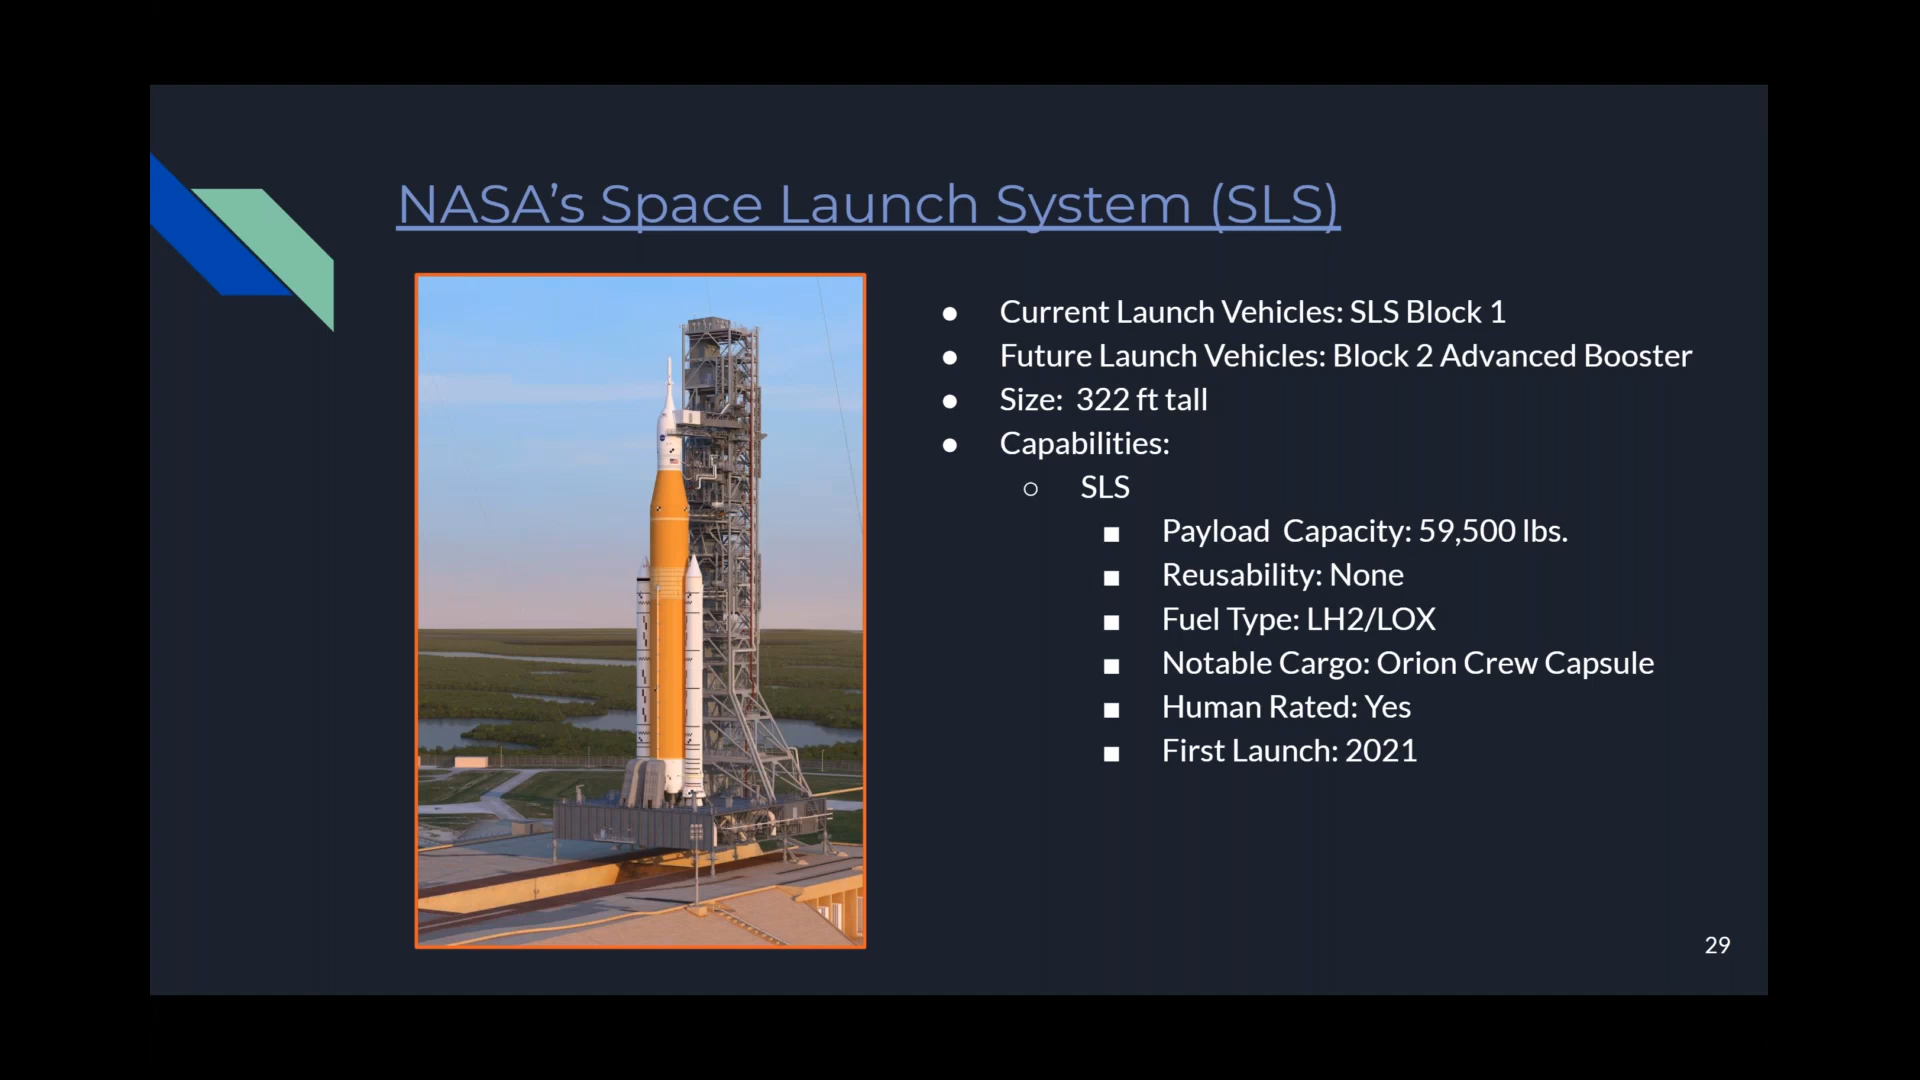 NASA’s Space Launch System (SLS)
● Current Launch Vehicles: SLS Block 1
● Future Launch Vehicles: Block 2 Advanced Booster
● Size:  322 ft tall
● Capabilities:
○ SLS
■ Payload  Capacity: 59,500 lbs.
■ Reusability: None
■ Fuel Type: LH2/LOX
■ Notable Cargo: Orion Crew Capsule
■ Human Rated: Yes
■ First Launch: 2021
29